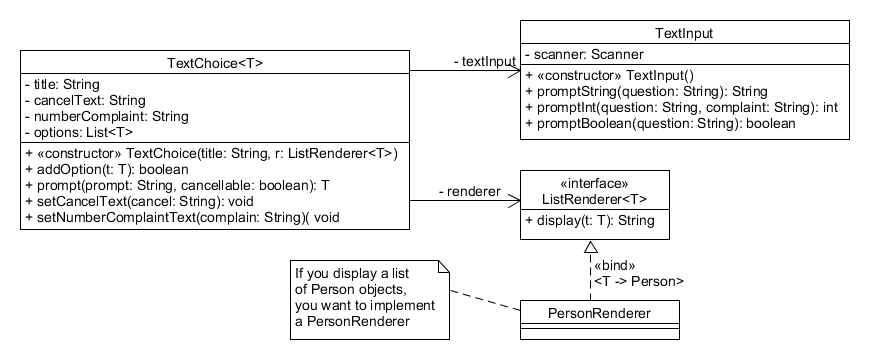 TextChoice<T>
- title: String
- cancelText: String
- numberComplaint: String
- options: List<T>
+ «constructor» TextChoice(title: String, r: ListRenderer<T>)
+ addOption(t: T): boolean
+ prompt(prompt: String, cancellable: boolean): T
+ setCancelText(cancel: String): void
+ setNumberComplaintText(complain: String)( void
- textInput
TextInput
- scanner: Scanner
+ «constructor» TextInput()
+ promptString(question: String): String
+ promptInt(question: String, complaint: String): int
+ promptBoolean(question: String): boolean
- renderer
«interface»
ListRenderer<T>
+ display(t: T): String
«bind»
<T -> Person>
If you display a list
of Person objects,
you want to implement
a PersonRenderer
PersonRenderer